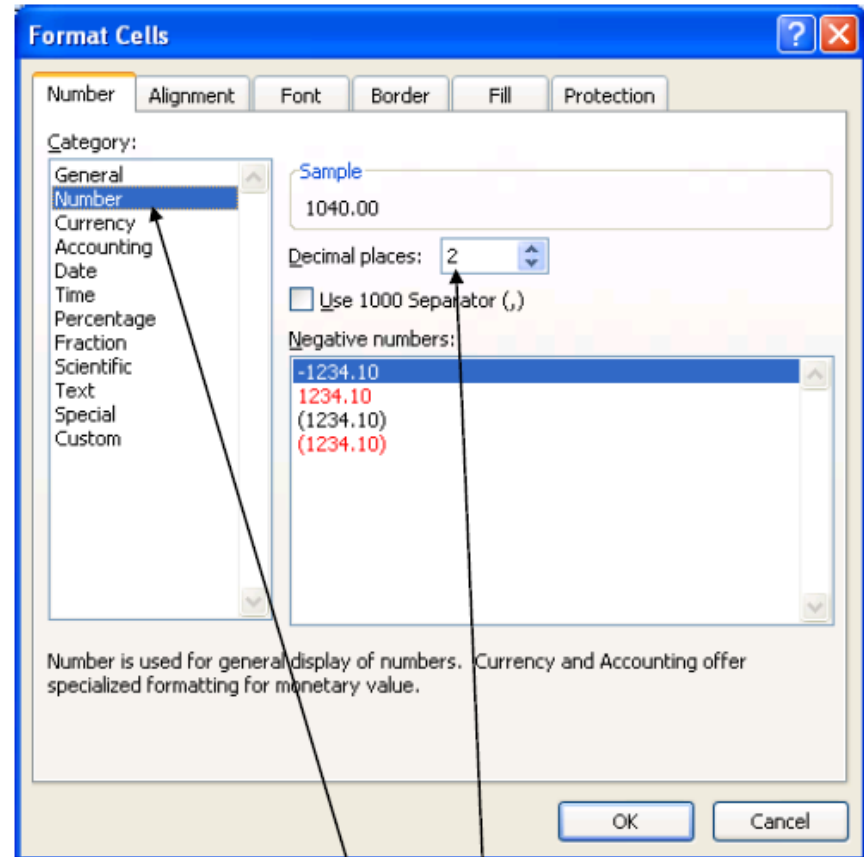 Format Cells
Number Alignment Font Border Fill Protection
Category:
General
Number
Currency
Accounting
Date
Time
Percentage
Fraction
Scientific
Text
Special
Custom
Sample
1040.00
Decimal places: 2
Use 1000 Separator (,)
Negative numbers:
-1234.10
1234.10
(1234.10)
(1234.10)
Number is used for general display of numbers. Currency and Accounting offer
specialized formatting for monetary value.
OK Cancel